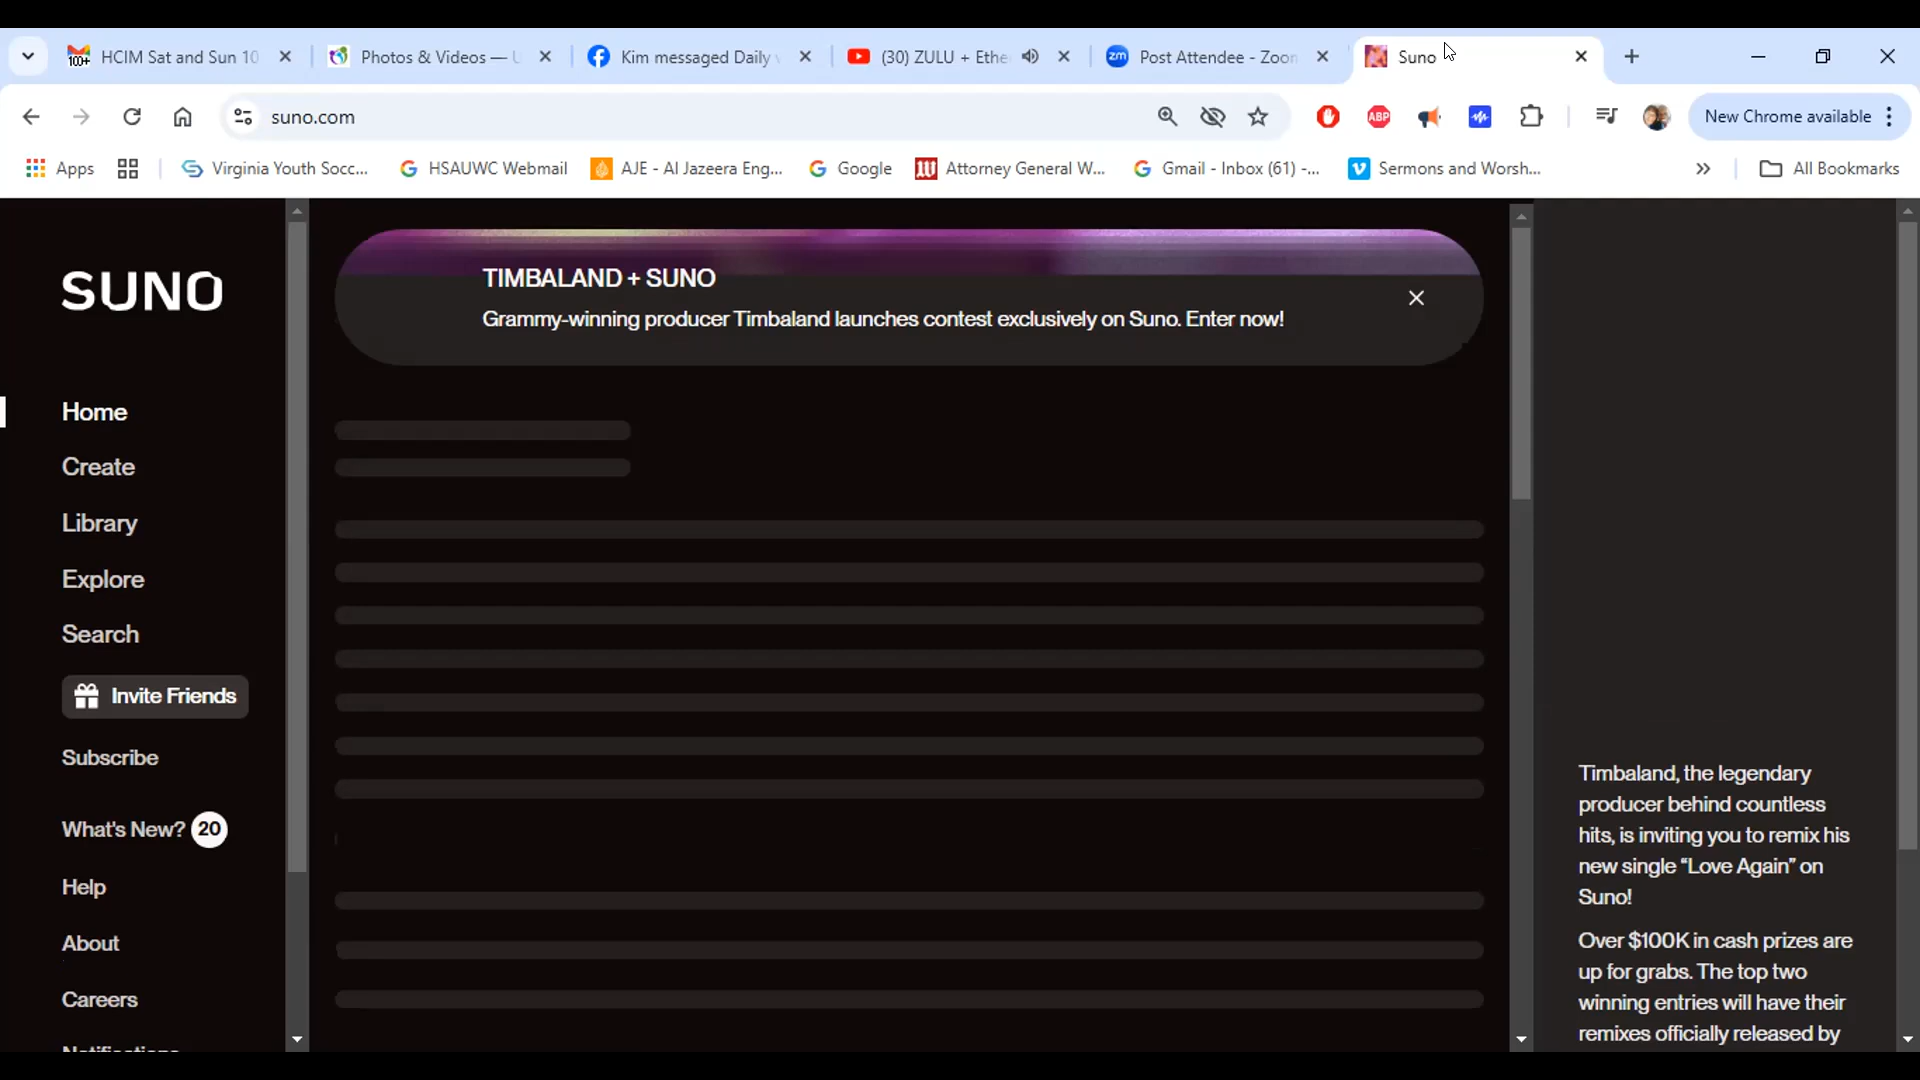 HCIM Sat and Sun 10
Photos & Videos — U
Kim messaged Daily
(30) ZULU + Ethe
Post Attendee - Zoom
Suno
suno.com
ABP
New Chrome available
Apps
Virginia Youth Socc...
HSAUWC Webmail
AJE - Al Jazeera Eng...
Google
Attorney General W...
Gmail - Inbox (61) -...
Sermons and Worsh...
All Bookmarks
SUNO
Home
Create
Library
Explore
Search
Invite Friends
Subscribe
What's New? 20
Help
About
Careers
Notifications
TIMBALAND + SUNO
Grammy-winning producer Timbaland launches contest exclusively on Suno. Enter now!
Timbaland, the legendary
producer behind countless
hits, is inviting you to remix his
new single “Love Again” on
Suno!
Over $100K in cash prizes are
up for grabs. The top two
winning entries will have their
remixes officially released by